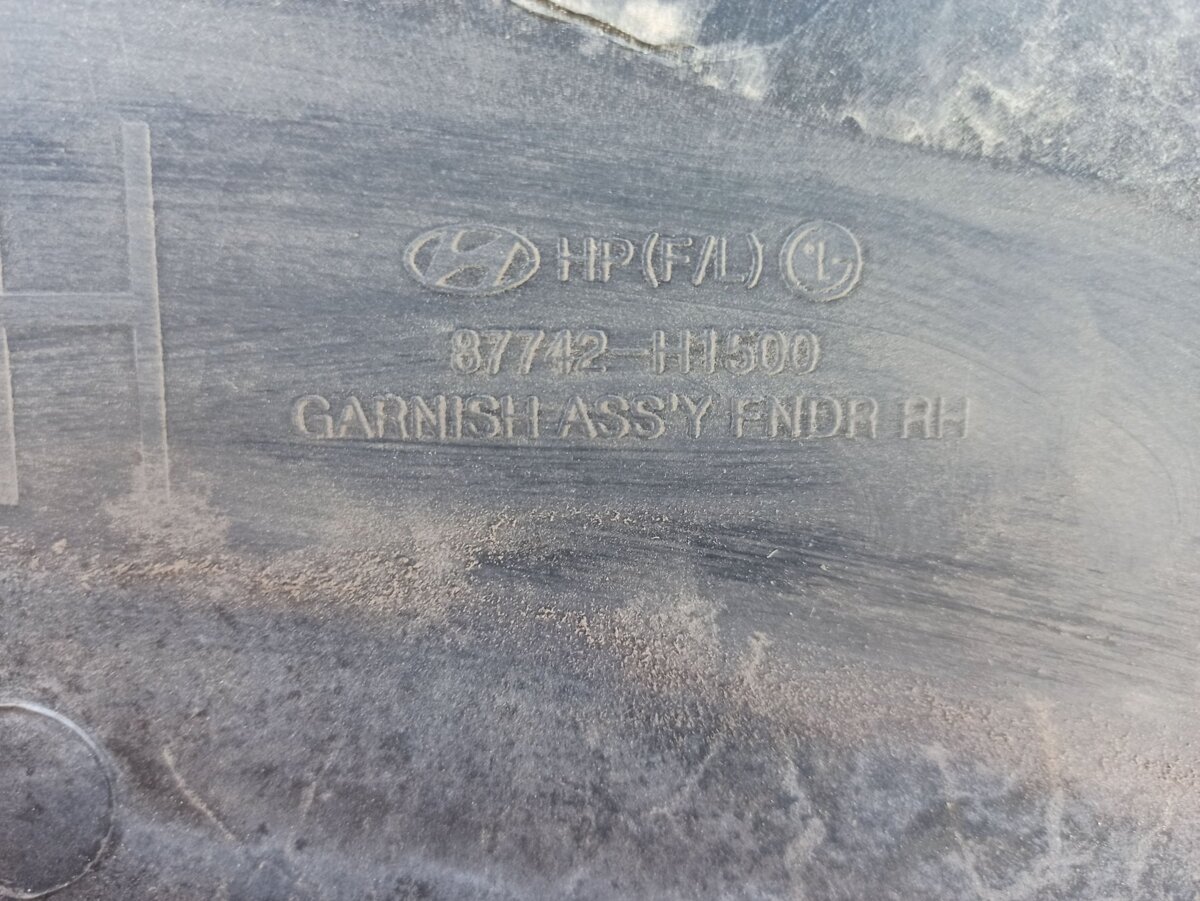 HP(F/L)
87742-H1500
GARNISH ASS'Y FNDR RH
H